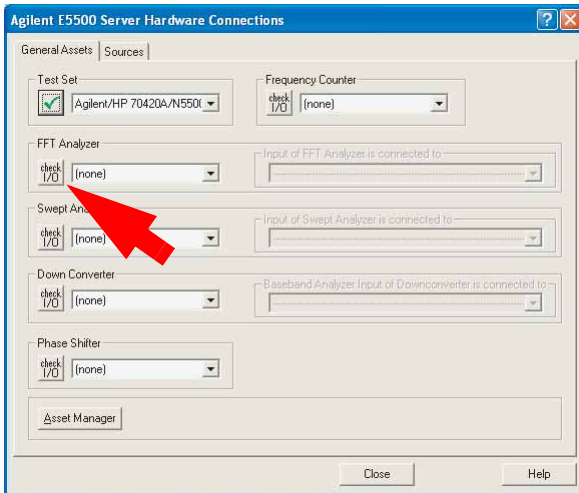 Agilent E5500 Server Hardware Connections
General Assets
Sources
Test Set
Agilent/HP 70420A/N550(
Frequency Counter
check I/O
(none)
FFT Analyzer
check I/O
(none)
Input of FFT Analyzer is connected to
Swept Ana
check I/O
(none)
Input of Swept Analyzer is connected to
Down Converter
check I/O
(none)
Baseband Analyzer Input of Downconverter is connected to
Phase Shifter
check I/O
(none)
Asset Manager
Close
Help